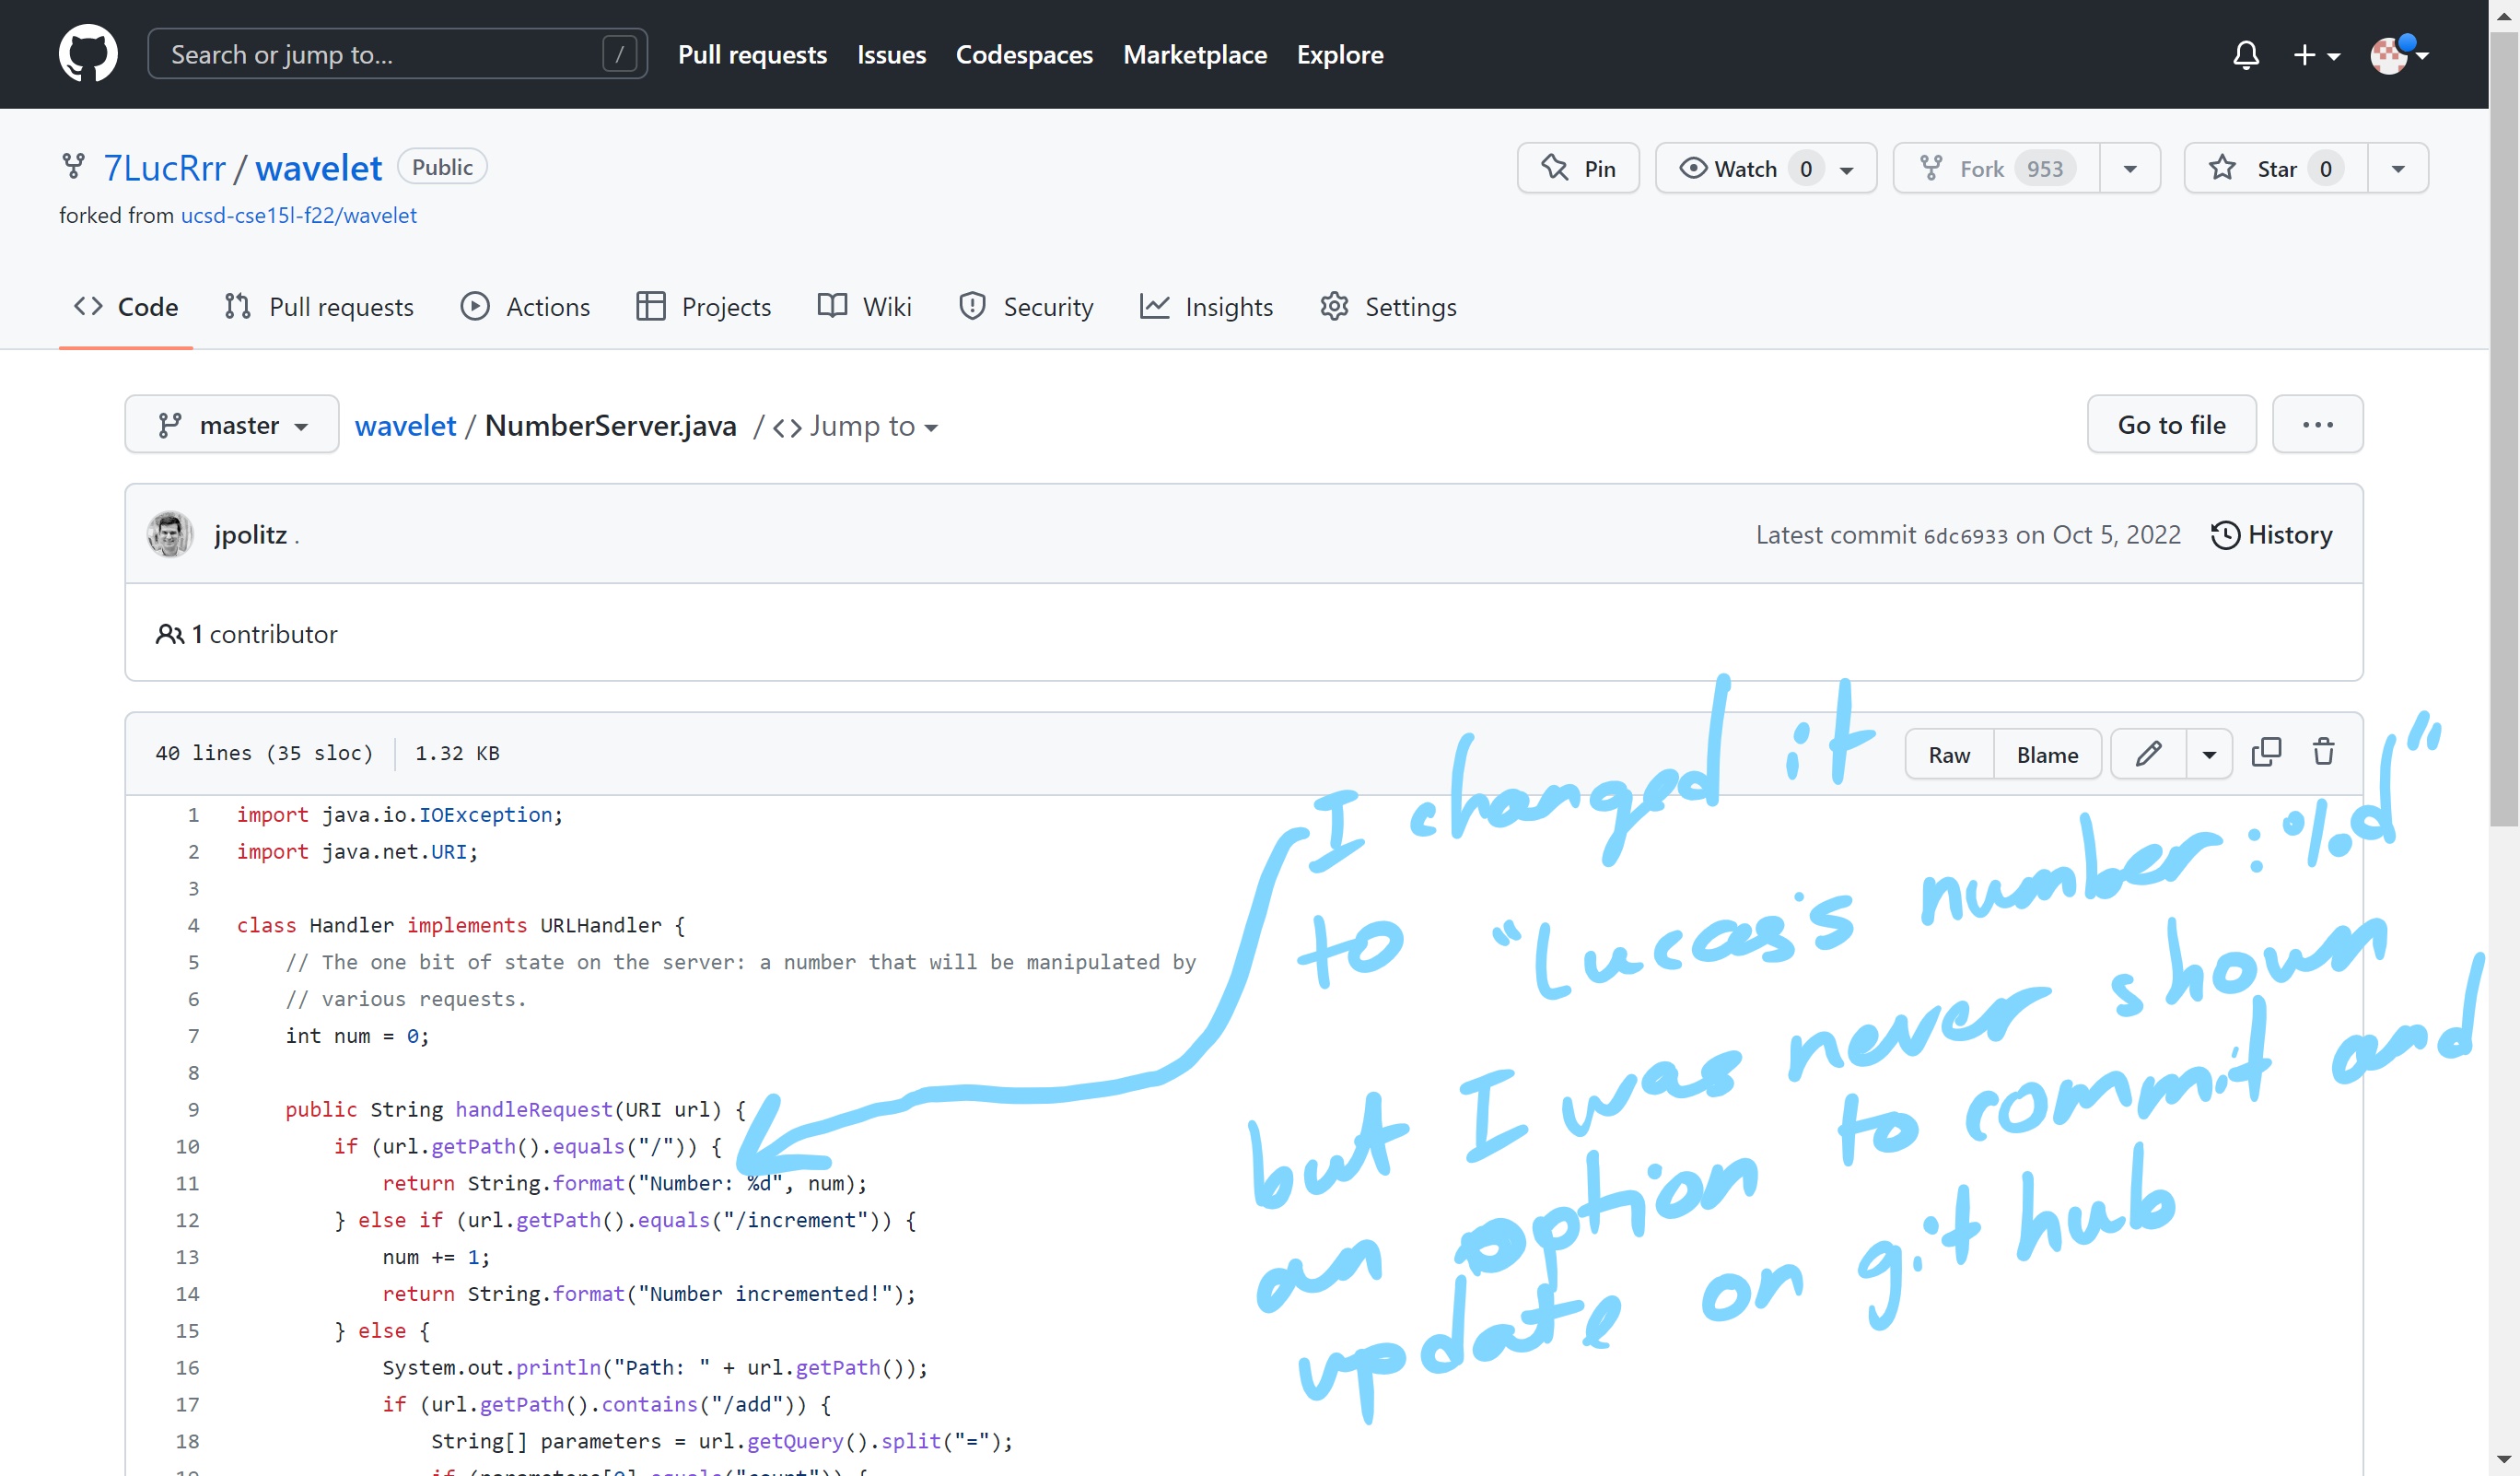 Search or jump to... / Pull requests Issues Codespaces Marketplace Explore
7LucRrr / wavelet Public Pin Watch 0 Fork 953 Star 0
forked from ucsd-cse15l-f22/wavelet
Code Pull requests Actions Projects Wiki Insights Security Settings
master wavelet / NumberServer.java / <> Jump to Go to file ...
jpolitz . Latest commit 6dc6933 on Oct 5, 2022 History
1 contributor
40 lines (35 sloc) 1.32 KB Raw Blame
1 import java.io.IOException;
2 import java.net.URI;
3
4 class Handler implements URLHandler {
5 // The one bit of state on the server: a number that will be manipulated by
6 // various requests.
7 int num = 0;
8
9 public String handleRequest(URI url) {
10 if (url.getPath().equals("/")) {
11 return String.format("Number: %d", num);
12 } else if (url.getPath().equals("/increment")) {
13 num += 1;
14 return String.format("Number incremented!");
15 } else {
16 System.out.println("Path: " + url.getPath());
17 if (url.getPath().contains("/add")) {
18 String[] parameters = url.getQuery().split("=");
19 if (parameters[0].equals("count")) {
I changed it
to "Lucas's number: %d"
but I was never shown
an option to commit and
update on github